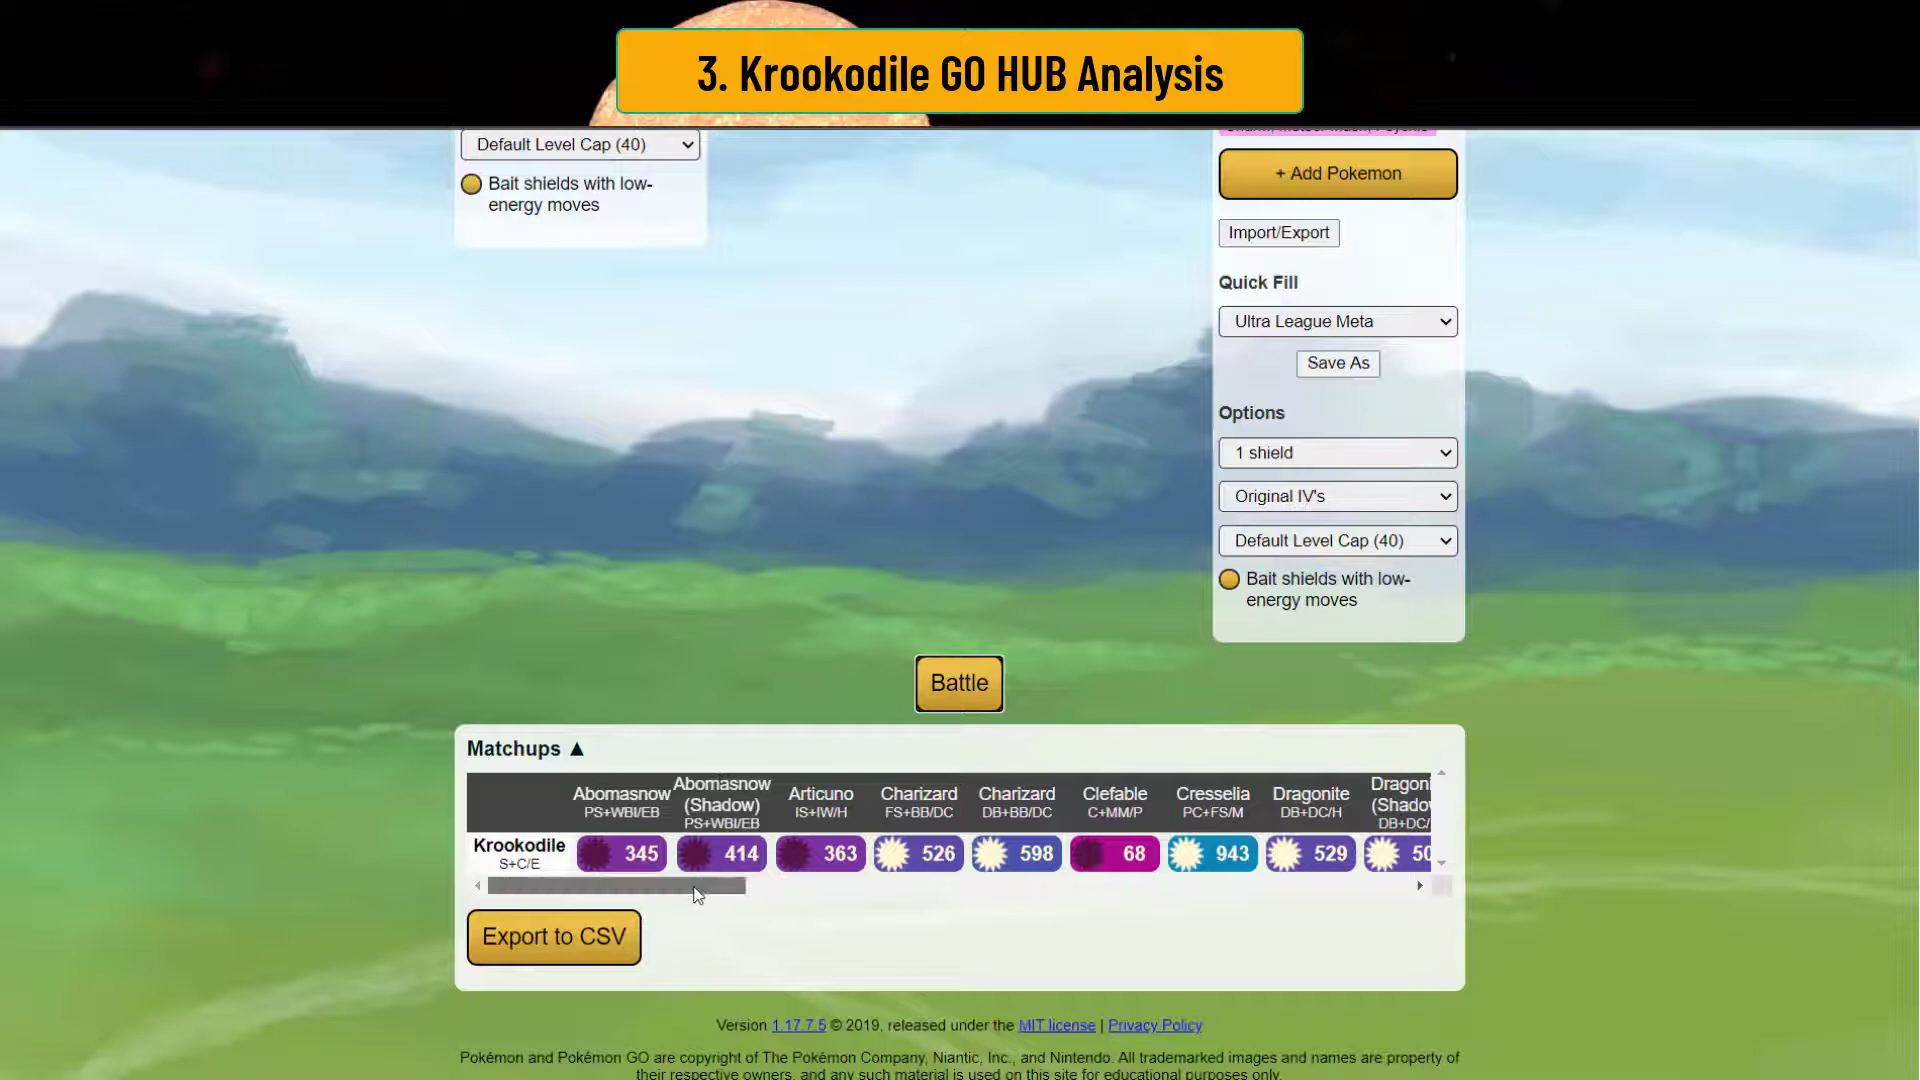 3. Krookodile GO HUB Analysis
Default Level Cap (40)
Bait shields with low-
energy moves
+ Add Pokemon
Import/Export
Quick Fill
Ultra League Meta
Save As
Options
1 shield
Original IV's
Default Level Cap (40)
Bait shields with low-
energy moves
Battle
Matchups ▲
Abomasnow
PS+WBI/EB
Abomasnow
(Shadow)
PS+WBI/EB
Articuno
IS+IW/H
Charizard
FS+BB/DC
Charizard
DB+BB/DC
Clefable
C+MM/P
Cresselia
PC+FS/M
Dragonite
DB+DC/H
Dragoni
(Shadow
DB+DC/
Krookodile
S+C/E
345
414
363
526
598
68
943
529
50
Export to CSV
Version 1.17.7.5 © 2019, released under the MIT license | Privacy Policy
Pokémon and Pokémon GO are copyright of The Pokémon Company, Niantic, Inc., and Nintendo. All trademarked images and names are property of
their respective owners, and any such material is used on this site for educational purposes only.